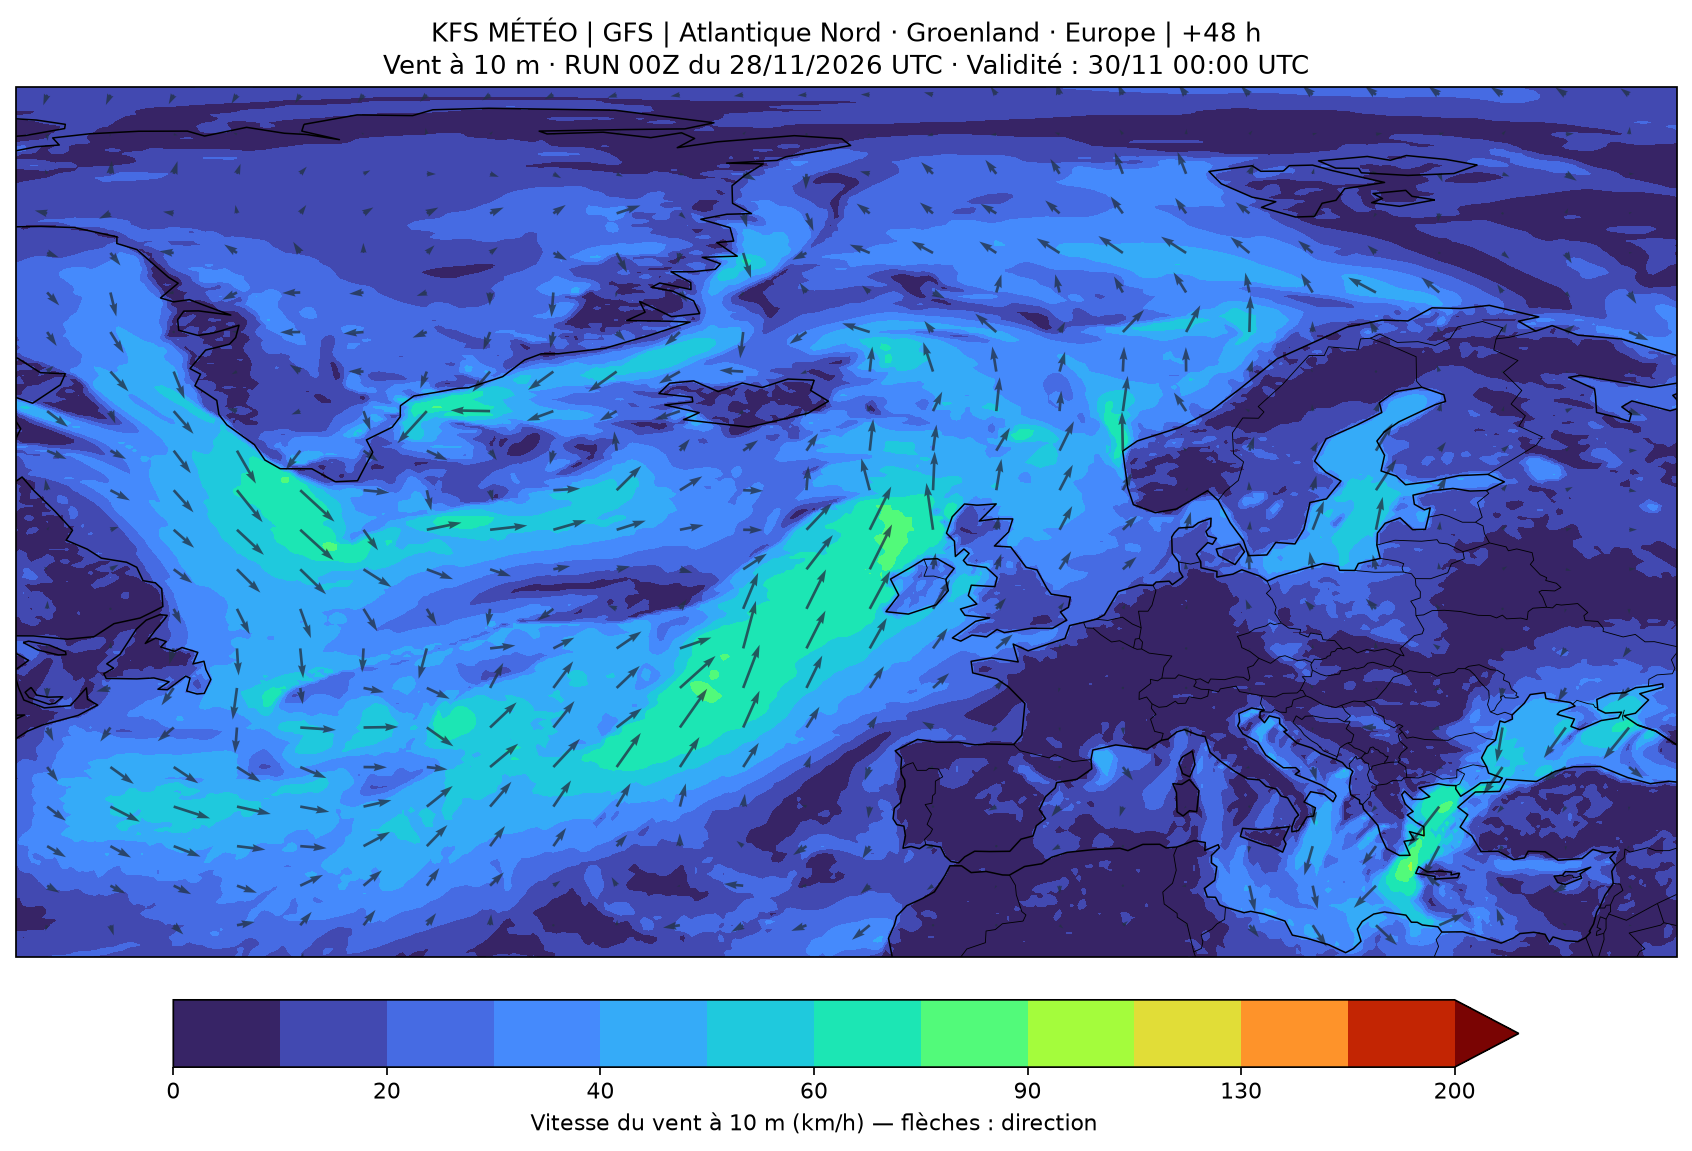 KFS MÉTÉO | GFS | Atlantique Nord · Groenland · Europe | +48 h
Vent à 10 m · RUN 00Z du 28/11/2026 UTC · Validité : 30/11 00:00 UTC
0 20 40 60 90 130 200
Vitesse du vent à 10 m (km/h) — flèches : direction